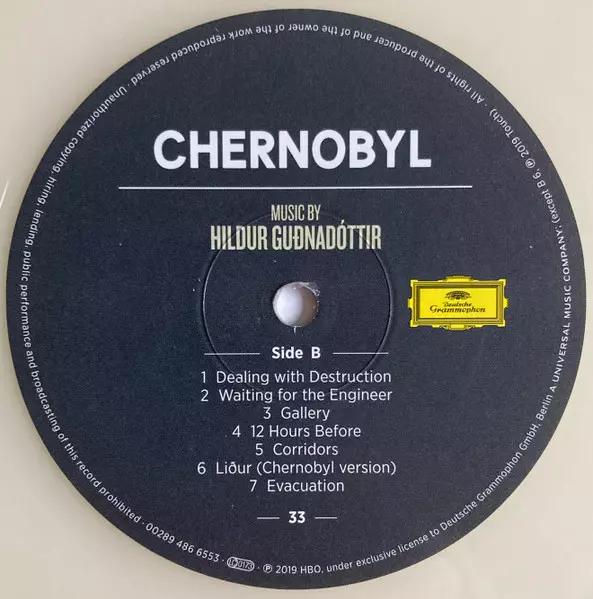 CHERNOBYL
MUSIC BY
HILDUR GUÐNADÓTTIR
Deutsche
Grammophon
Side B
1 Dealing with Destruction
2 Waiting for the Engineer
3 Gallery
4 12 Hours Before
5 Corridors
6 Liður (Chernobyl version)
7 Evacuation
33
℗ 2019 HBO, under exclusive license to Deutsche Grammophon GmbH, Berlin A UNIVERSAL MUSIC COMPANY; (except B 6, ℗ 2019 Touch) · All rights of the producer and of the owner of the work reproduced reserved · Unauthorized copying, hiring, lending, public performance and broadcasting of this record prohibited · 00289 486 6553 ·